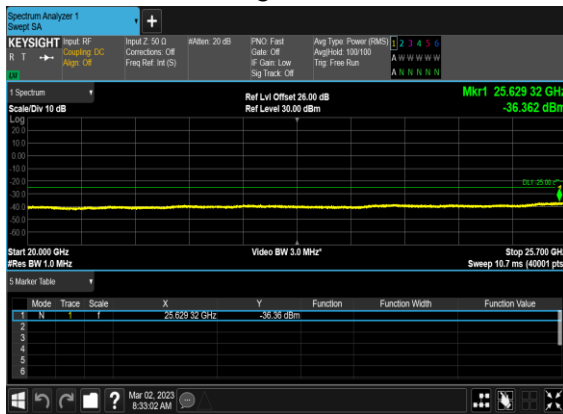 Spectrum Analyzer 1
Swept SA
+
KEYSIGHT Input: RF Input Z: 50 Ω #Atten: 20 dB PNO: Fast Avg Type: Power (RMS) 1 2 3 4 5 6
R T Coupling: DC Corrections: Off Gate: Off Avg|Hold: 100/100 A W W W W W
Align: Off Freq Ref: Int (S) IF Gain: Low Trig: Free Run A N N N N N
Sig Track: Off
1 Spectrum Ref Lvl Offset 26.00 dB Mkr1 25.629 32 GHz
Scale/Div 10 dB Ref Level 30.00 dBm -36.362 dBm
Log
20.0
10.0
0.00
-10.0
-20.0
DL1 -25.00
-30.0
-40.0
-50.0
-60.0
Start 20.000 GHz Video BW 3.0 MHz* Stop 25.700 GHz
#Res BW 1.0 MHz Sweep 10.7 ms (40001 pts)
5 Marker Table
Mode Trace Scale X Y Function Function Width Function Value
1 N 1 f 25.629 32 GHz -36.36 dBm
2
3
4
5
6
? Mar 02, 2023
8:33:02 AM